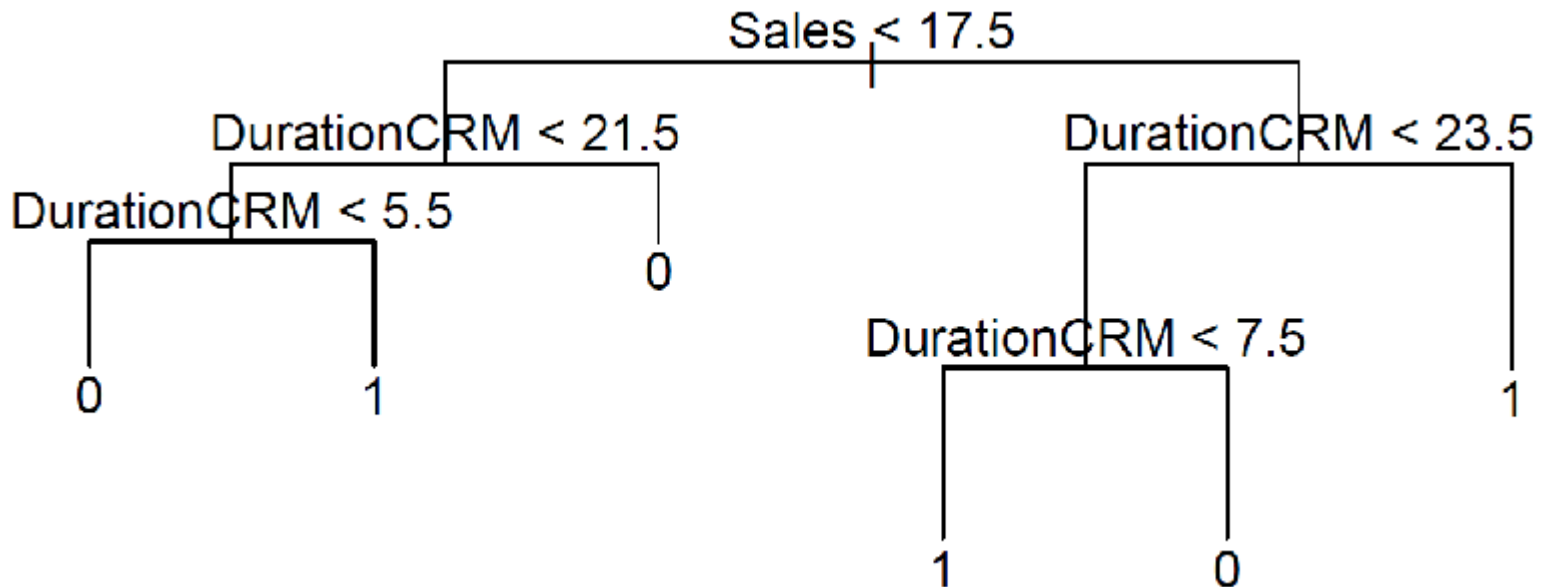 Sales < 17.5
DurationCRM < 21.5
DurationCRM < 23.5
DurationCRM < 5.5
0
DurationCRM < 7.5
0
1
1
1
0